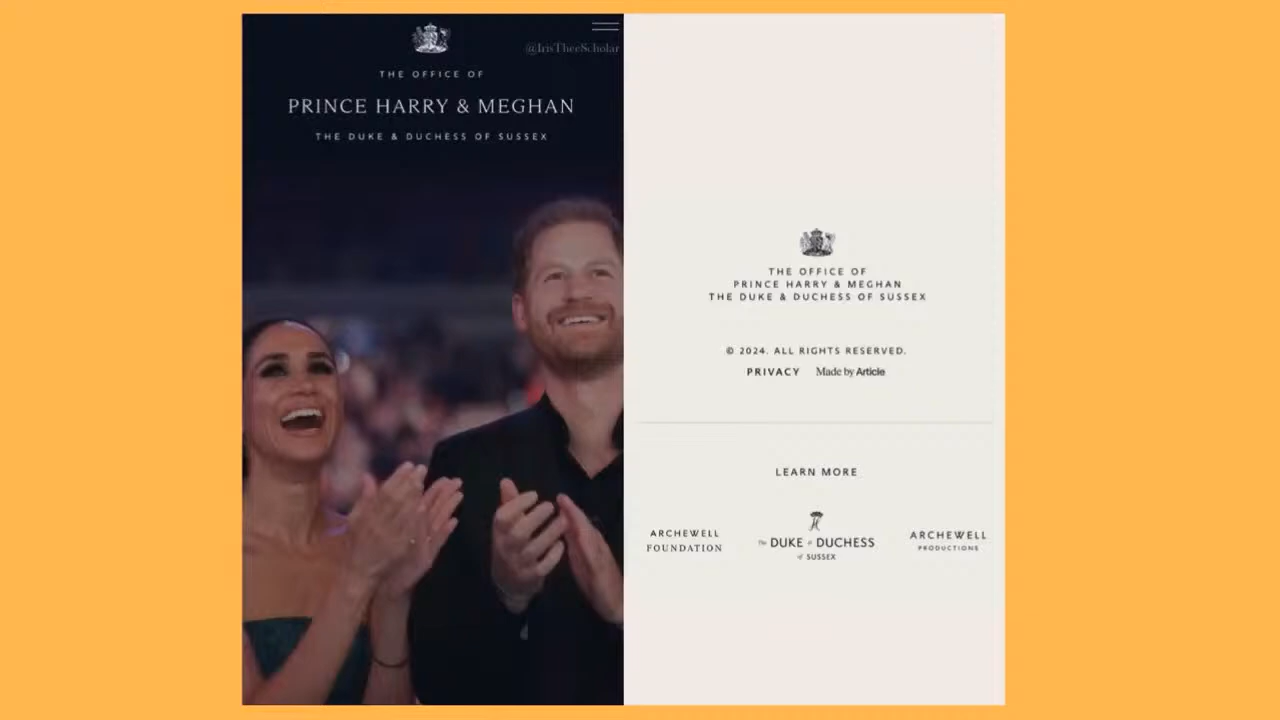 @IrisTheeScholar
THE OFFICE OF
PRINCE HARRY & MEGHAN
THE DUKE & DUCHESS OF SUSSEX
THE OFFICE OF
PRINCE HARRY & MEGHAN
THE DUKE & DUCHESS OF SUSSEX
© 2024. ALL RIGHTS RESERVED.
PRIVACY Made by Article
LEARN MORE
ARCHEWELL
FOUNDATION
The DUKE & DUCHESS
of SUSSEX
ARCHEWELL
PRODUCTIONS